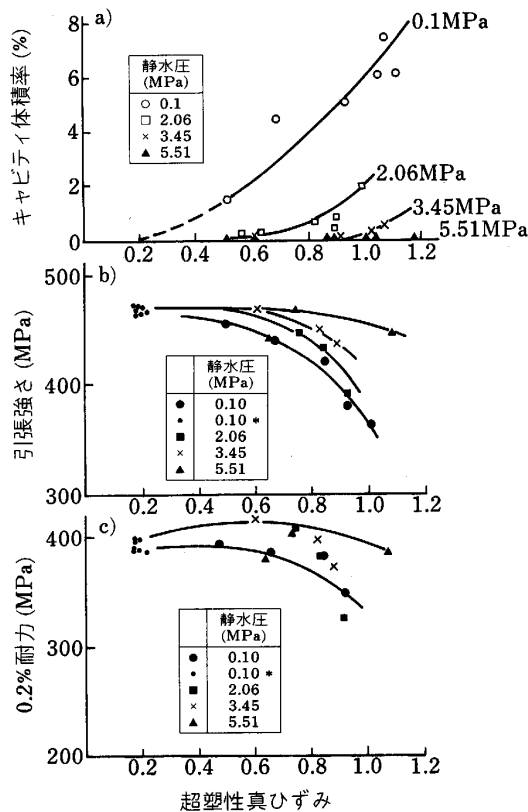 a)
キャビティ体積率 (%)
8
6
4
2
0
静水圧
(MPa)
○ 0.1
□ 2.06
× 3.45
▲ 5.51
0.1MPa
2.06MPa
3.45MPa
5.51MPa
0.2 0.4 0.6 0.8 1.0 1.2
b)
引張強さ (MPa)
500
400
300
静水圧
(MPa)
● 0.10
• 0.10 *
■ 2.06
× 3.45
▲ 5.51
0.2 0.4 0.6 0.8 1.0 1.2
c)
0.2%耐力 (MPa)
400
300
200
静水圧
(MPa)
● 0.10
• 0.10 *
■ 2.06
× 3.45
▲ 5.51
0.2 0.4 0.6 0.8 1.0 1.2
超塑性真ひずみ